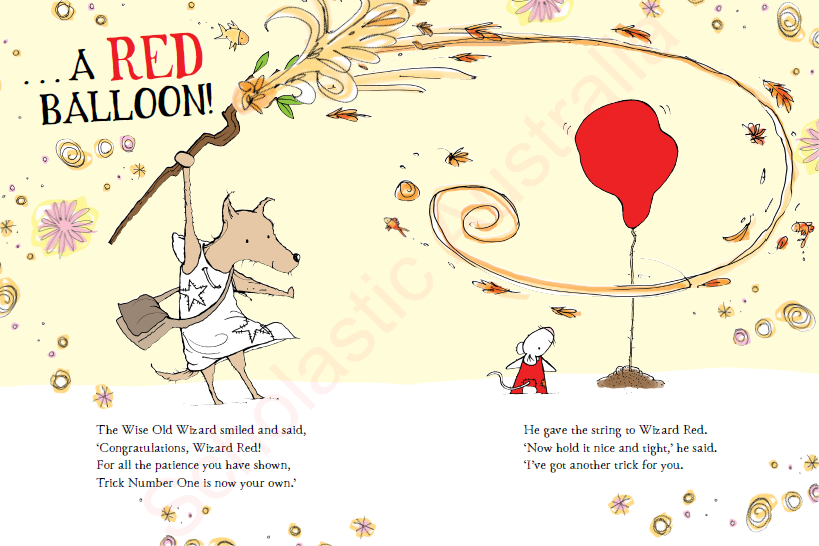 ...A RED
BALLOON!
The Wise Old Wizard smiled and said,
‘Congratulations, Wizard Red!
For all the patience you have shown,
Trick Number One is now your own.’
He gave the string to Wizard Red.
‘Now hold it nice and tight,’ he said.
‘I’ve got another trick for you.
Scholastic Australia